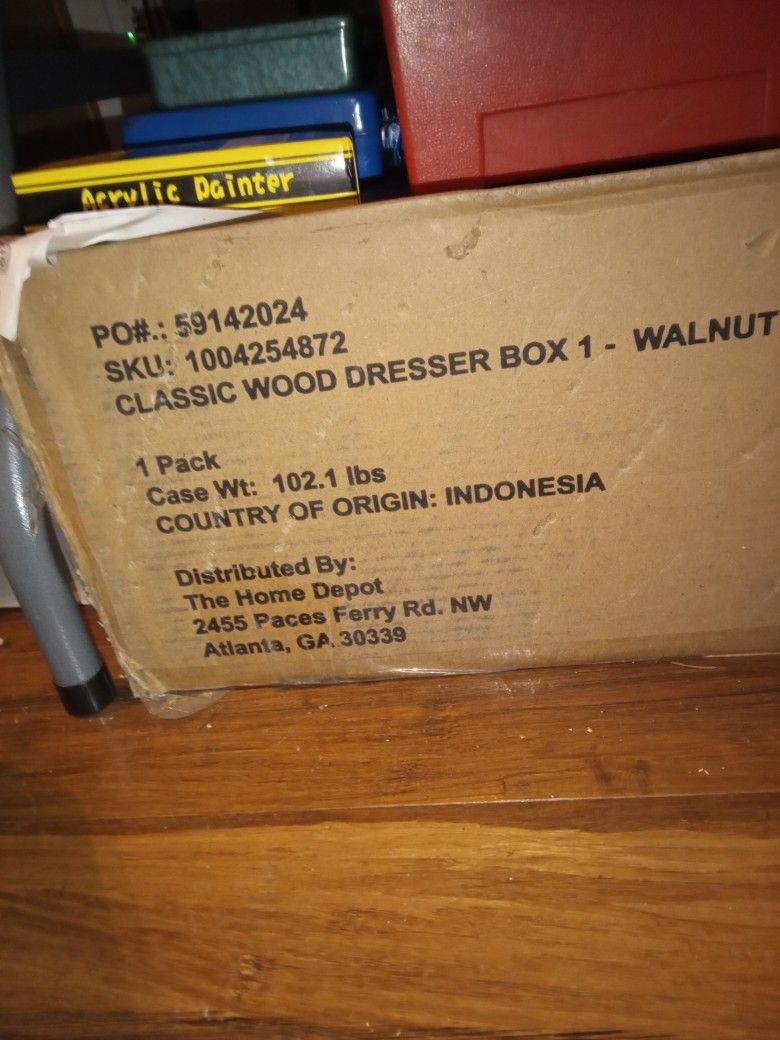 Acrylic Painter
PO#.: 59142024
SKU: 1004254872
CLASSIC WOOD DRESSER BOX 1 - WALNUT
1 Pack
Case Wt: 102.1 lbs
COUNTRY OF ORIGIN: INDONESIA
Distributed By:
The Home Depot
2455 Paces Ferry Rd. NW
Atlanta, GA 30339